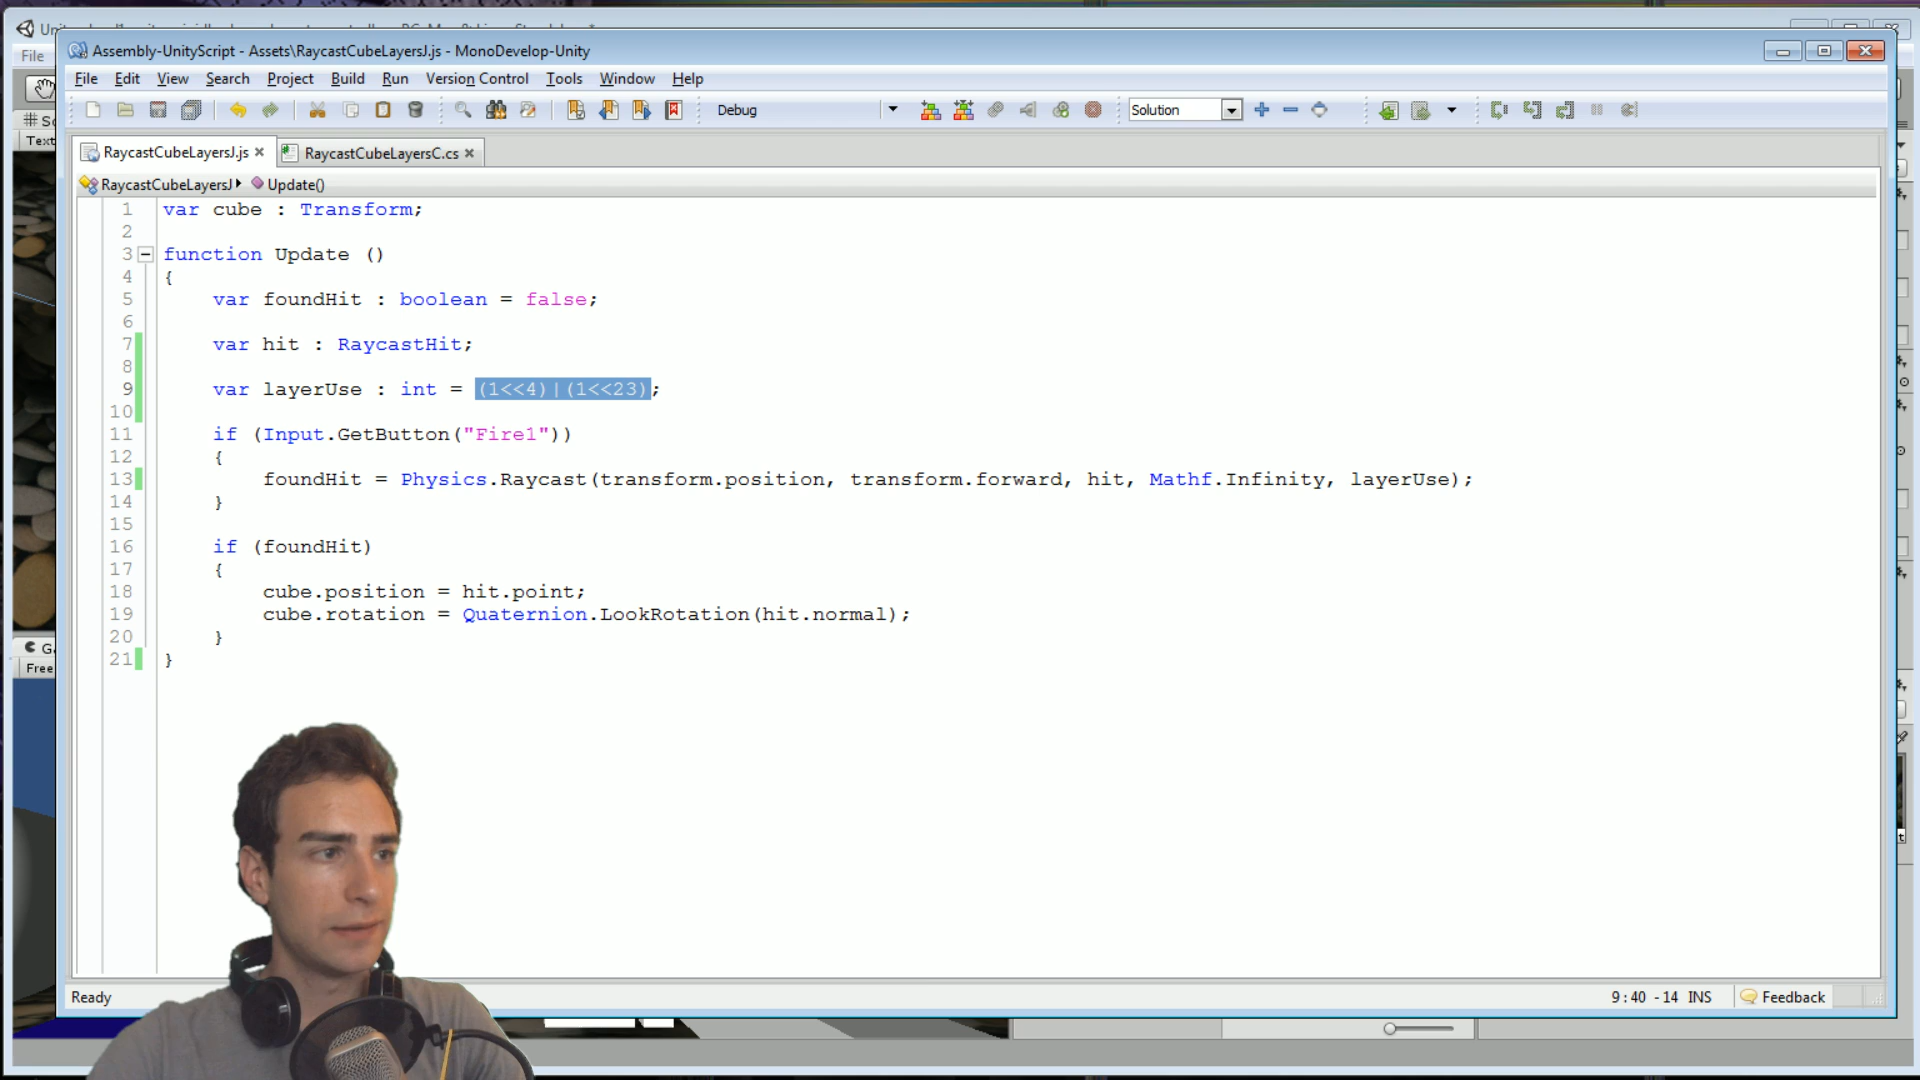 File
Assembly-UnityScript - Assets\RaycastCubeLayersJ.js - MonoDevelop-Unity
File Edit View Search Project Build Run Version Control Tools Window Help
Debug Solution
Text
RaycastCubeLayersJ.js RaycastCubeLayersC.cs
RaycastCubeLayersJ Update()
1 var cube : Transform;
2
3 function Update ()
4 {
5 var foundHit : boolean = false;
6
7 var hit : RaycastHit;
8
9 var layerUse : int = (1<<4)|(1<<23);
10
11 if (Input.GetButton("Fire1"))
12 {
13 foundHit = Physics.Raycast(transform.position, transform.forward, hit, Mathf.Infinity, layerUse);
14 }
15
16 if (foundHit)
17 {
18 cube.position = hit.point;
19 cube.rotation = Quaternion.LookRotation(hit.normal);
20 }
21 }
Free
Ready 9:40 -14 INS Feedback